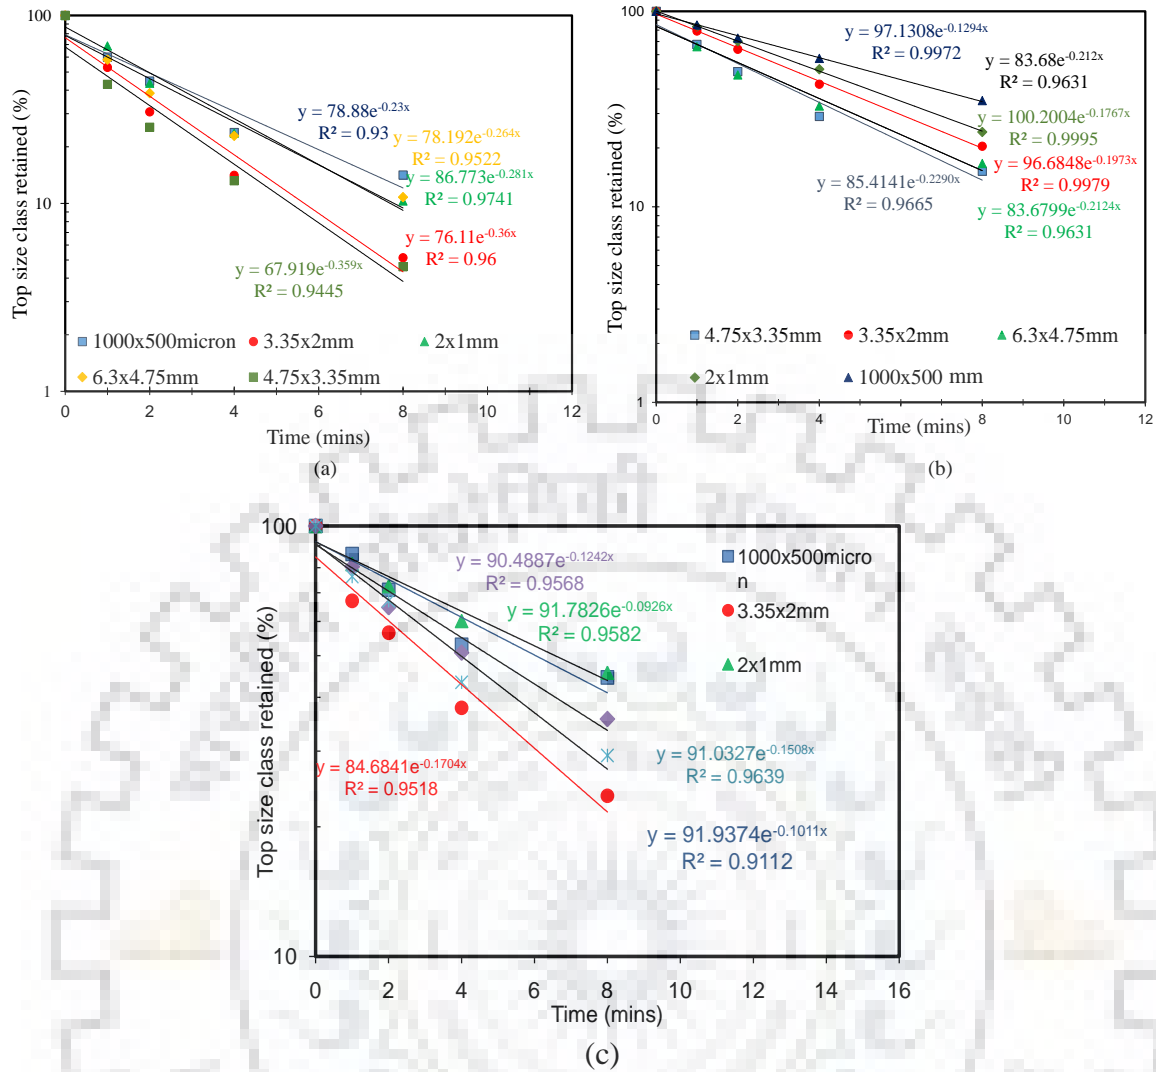 Top size class retained (%)
100
10
1
y = 78.88e^-0.23x
R² = 0.93
y = 78.192e^-0.264x
R² = 0.9522
y = 86.773e^-0.281x
R² = 0.9741
y = 76.11e^-0.36x
R² = 0.96
y = 67.919e^-0.359x
R² = 0.9445
1000x500micron 3.35x2mm 2x1mm
6.3x4.75mm 4.75x3.35mm
0 2 4 6 8 10 12
Time (mins)
(a)
Top size class retained (%)
100
10
1
y = 97.1308e^-0.1294x
R² = 0.9972
y = 83.68e^-0.212x
R² = 0.9631
y = 100.2004e^-0.1767x
R² = 0.9995
y = 96.6848e^-0.1973x
R² = 0.9979
y = 85.4141e^-0.2290x
R² = 0.9665
y = 83.6799e^-0.2124x
R² = 0.9631
4.75x3.35mm 3.35x2mm 6.3x4.75mm
2x1mm 1000x500 mm
0 2 4 6 8 10 12
Time (mins)
(b)
Top size class retained (%)
100
10
y = 90.4887e^-0.1242x
R² = 0.9568
y = 91.7826e^-0.0926x
R² = 0.9582
1000x500micro
n
3.35x2mm
2x1mm
y = 84.6841e^-0.1704x
R² = 0.9518
y = 91.0327e^-0.1508x
R² = 0.9639
y = 91.9374e^-0.1011x
R² = 0.9112
0 2 4 6 8 10 12 14 16
Time (mins)
(c)